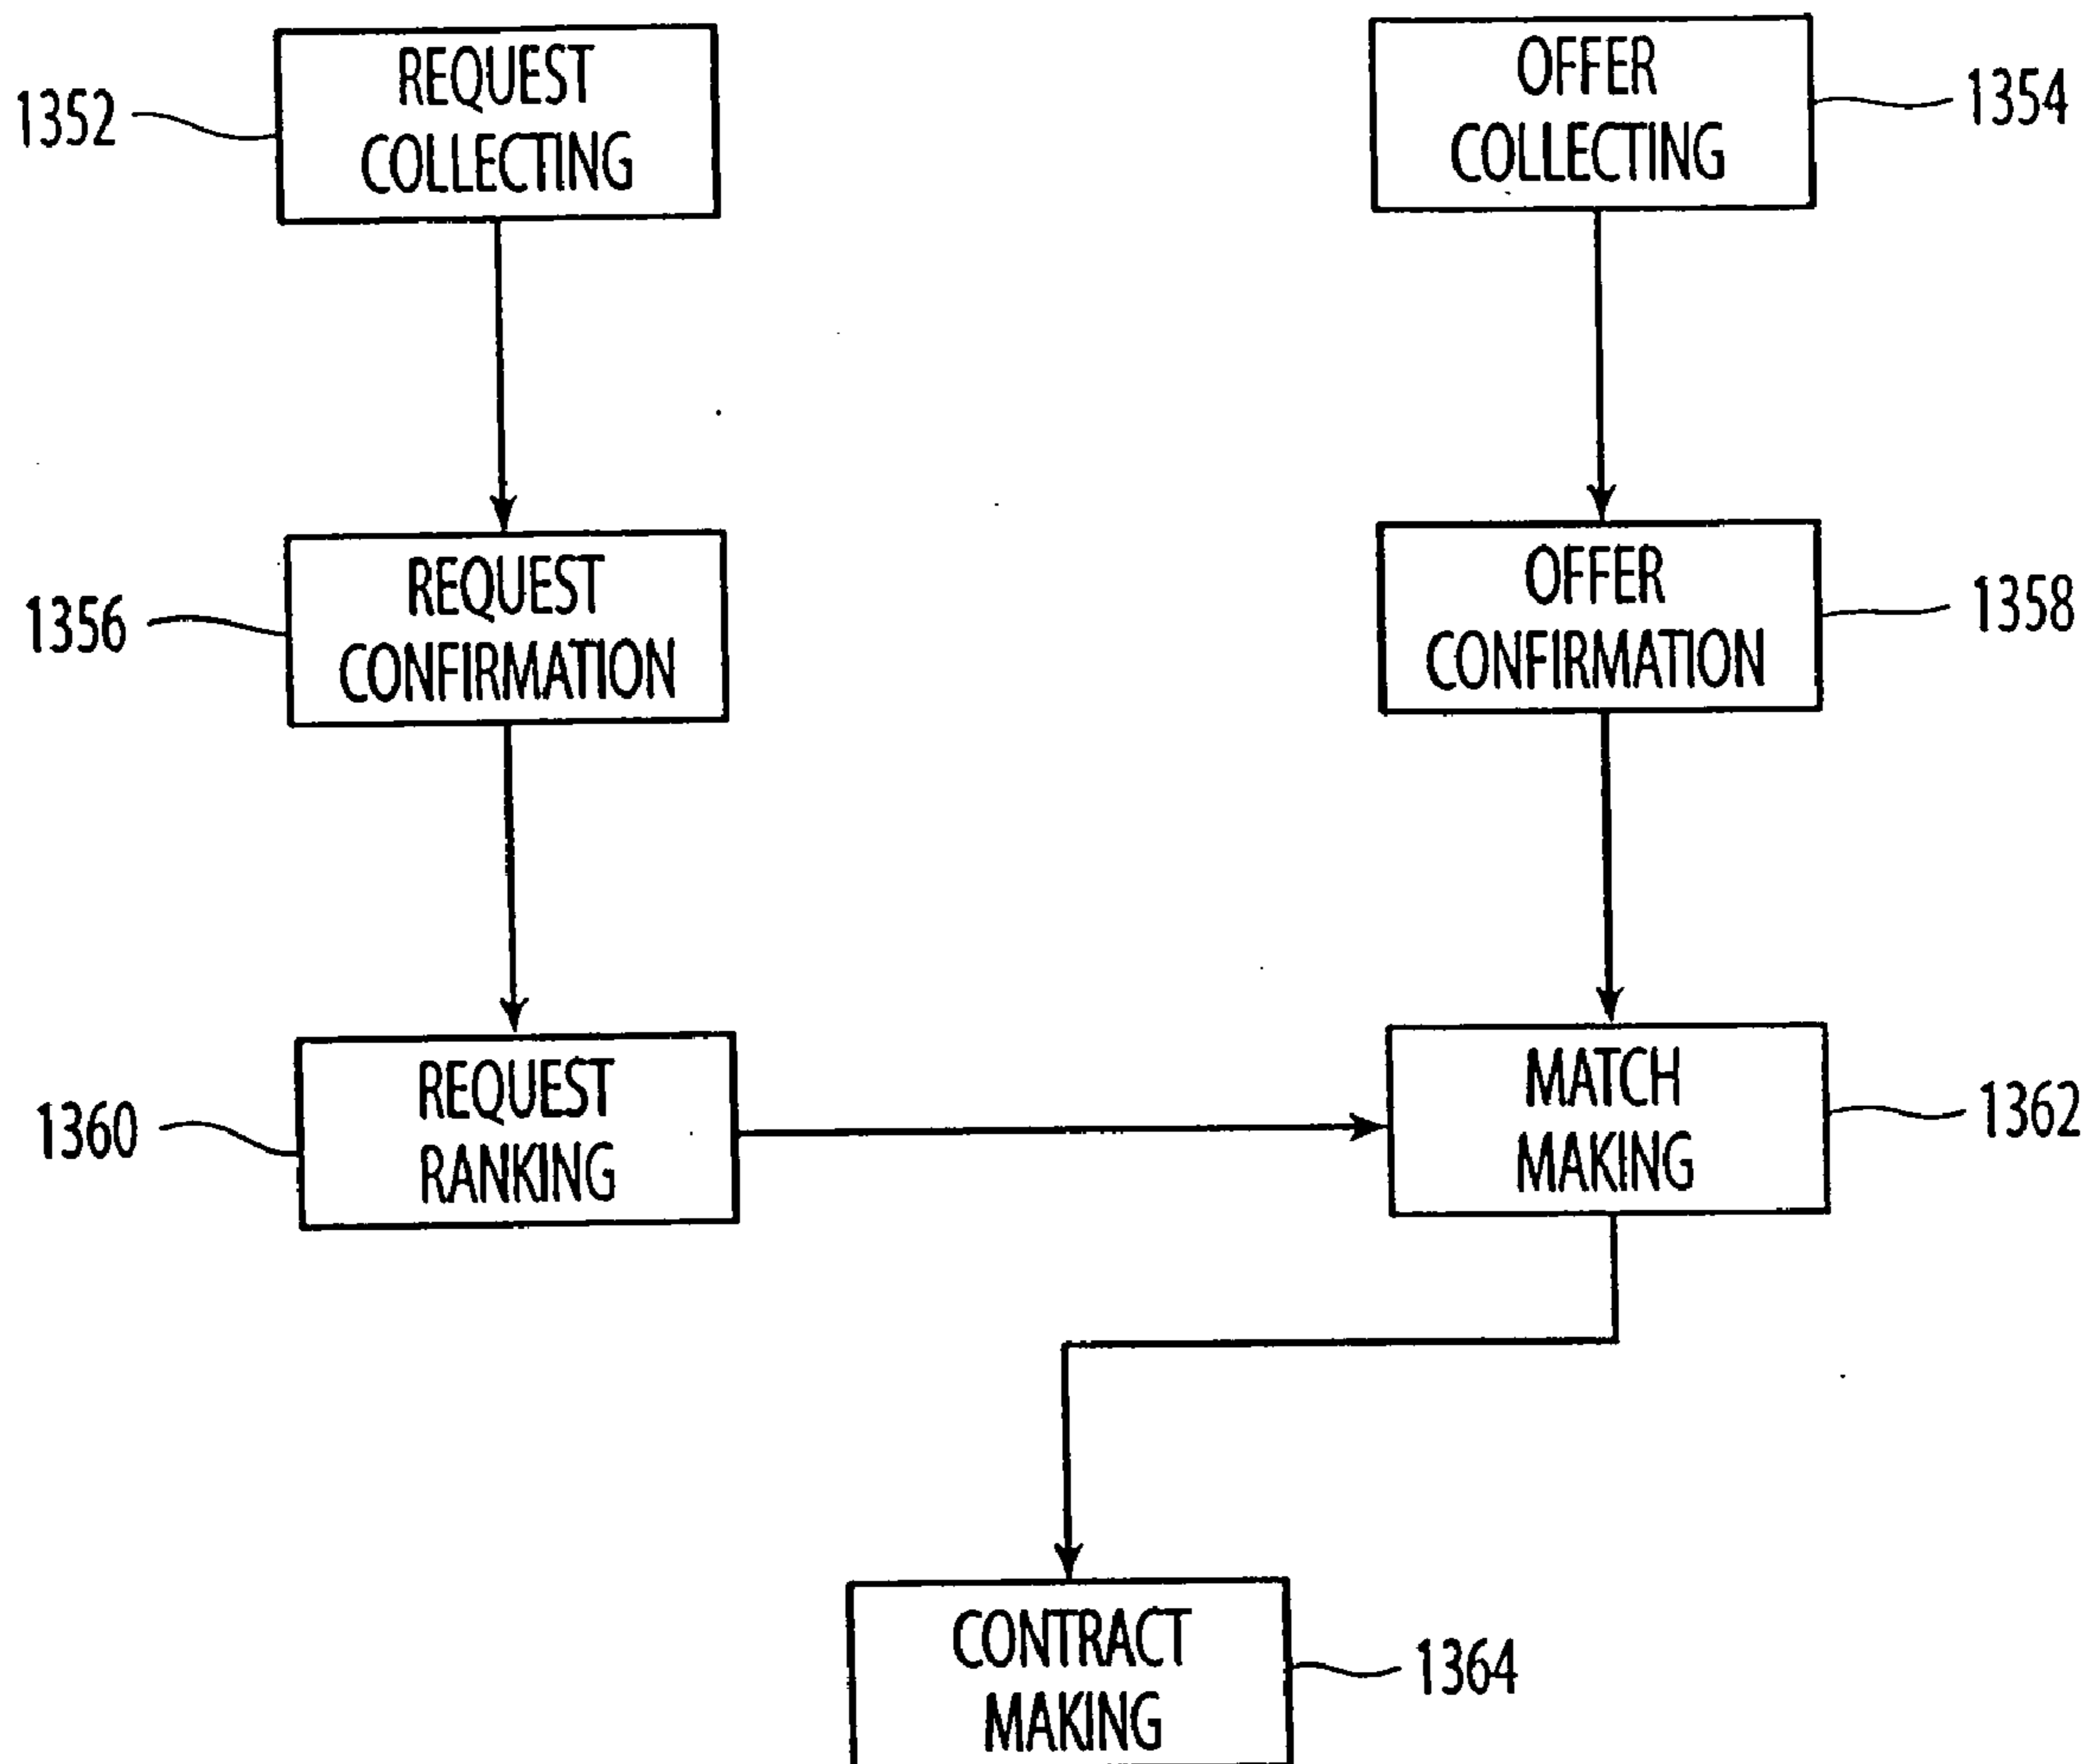 1352
REQUEST
COLLECTING
OFFER
COLLECTING
1354
1356
REQUEST
CONFIRMATION
OFFER
CONFIRMATION
1358
1360
REQUEST
RANKING
MATCH
MAKING
1362
CONTRACT
MAKING
1364